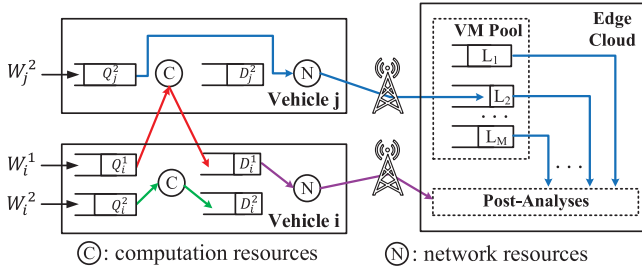 W_j^2
Q_j^2
C
D_j^2
N
Vehicle j
W_i^1
W_i^2
Q_i^1
Q_i^2
C
D_i^1
D_i^2
N
Vehicle i
VM Pool
Edge
Cloud
L_1
L_2
. . .
L_M
. . .
Post-Analyses
C: computation resources
N: network resources